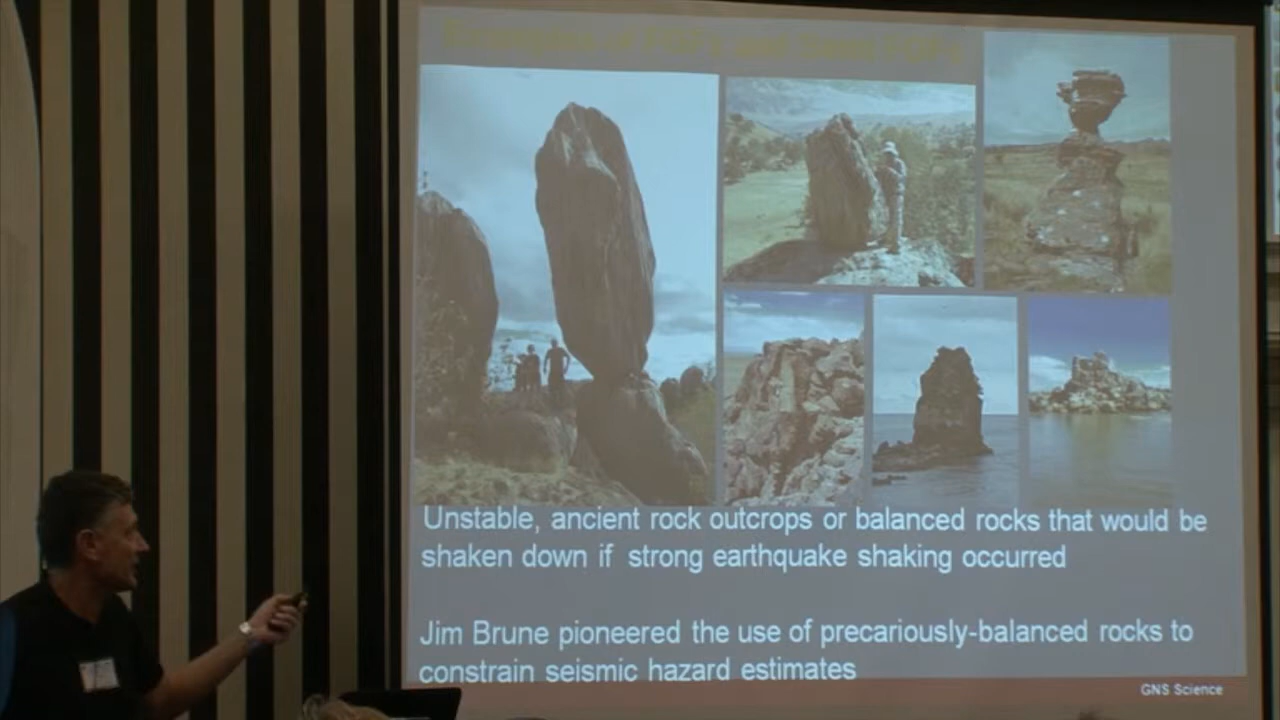 Unstable, ancient rock outcrops or balanced rocks that would be
shaken down if strong earthquake shaking occurred
Jim Brune pioneered the use of precariously-balanced rocks to
constrain seismic hazard estimates
GNS Science